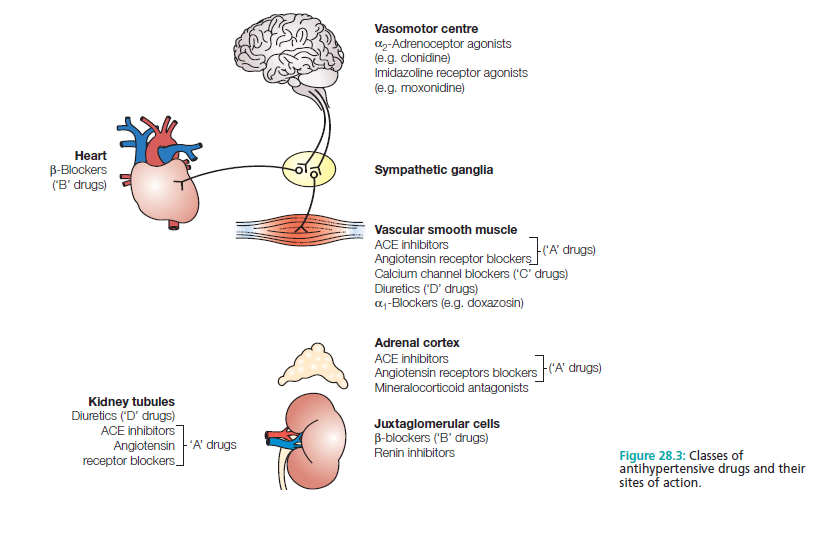 Vasomotor centre
α2-Adrenoceptor agonists
(e.g. clonidine)
Imidazoline receptor agonists
(e.g. moxonidine)
Heart
β-Blockers
(‘B’ drugs)
Sympathetic ganglia
Vascular smooth muscle
ACE inhibitors
Angiotensin receptor blockers
(‘A’ drugs)
Calcium channel blockers (‘C’ drugs)
Diuretics (‘D’ drugs)
α1-Blockers (e.g. doxazosin)
Adrenal cortex
ACE inhibitors
Angiotensin receptors blockers
(‘A’ drugs)
Mineralocorticoid antagonists
Kidney tubules
Diuretics (‘D’ drugs)
ACE inhibitors
Angiotensin
receptor blockers
‘A’ drugs
Juxtaglomerular cells
β-blockers (‘B’ drugs)
Renin inhibitors
Figure 28.3: Classes of
antihypertensive drugs and their
sites of action.